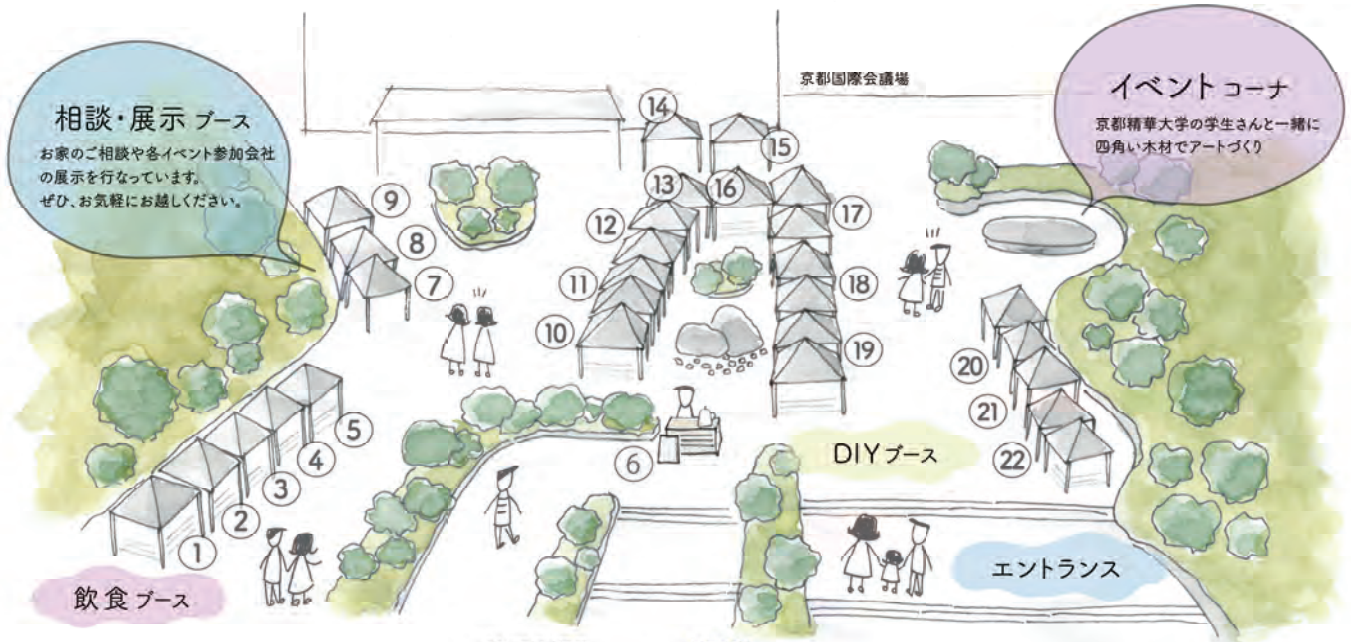 京都国際会議場
相談・展示 ブース
お家のご相談や各イベント参加会社
の展示を行なっています。
ぜひ、お気軽にお越しください。
イベント コーナ
京都精華大学の学生さんと一緒に
四角い木材でアートづくり
⑭
⑮
⑬
⑯
⑨
⑫
⑰
⑧
⑦
⑪
⑱
⑩
⑲
⑳
㉑
㉒
⑤
④
③
②
①
⑥
DIY ブース
エントランス
飲食 ブース